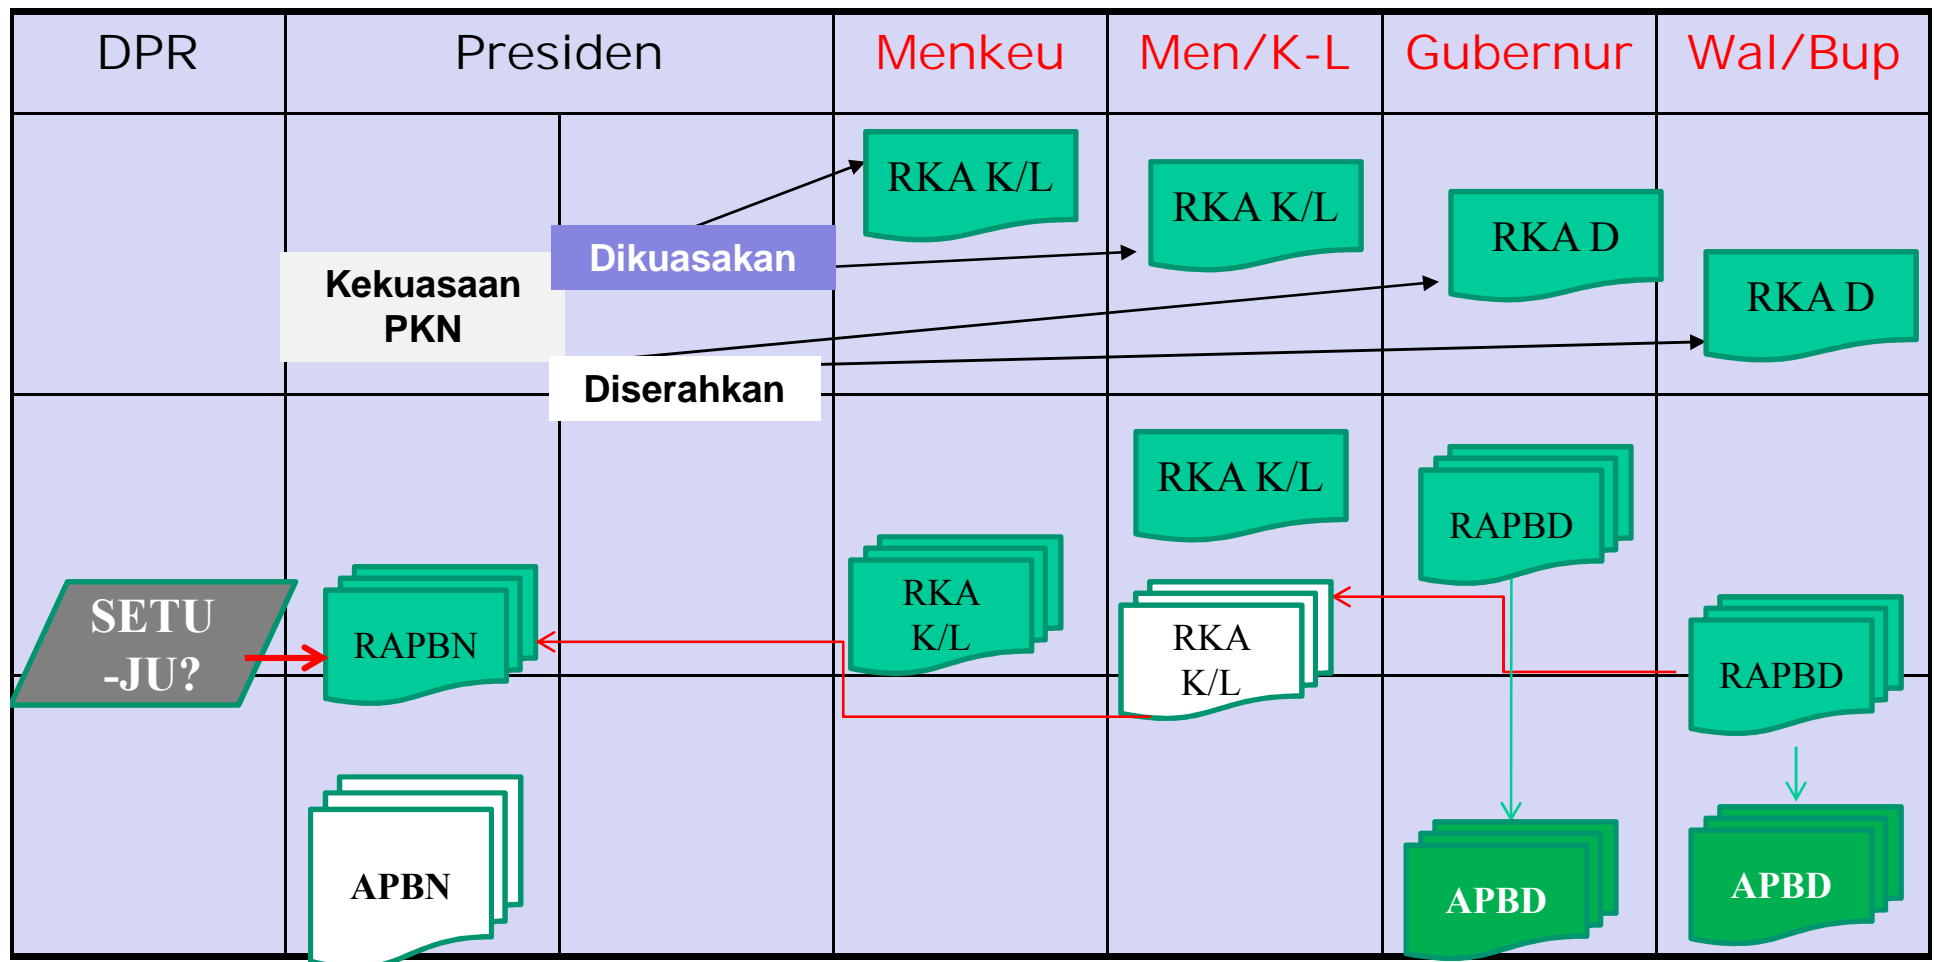 DPR
Presiden
Menkeu
Men/K-L
Gubernur
Wal/Bup
RKA K/L
RKA K/L
RKA D
RKA D
Dikuasakan
Kekuasaan
PKN
Diserahkan
RKA K/L
RAPBD
SETU
-JU?
RAPBN
RKA
K/L
RKA
K/L
RAPBD
APBN
APBD
APBD